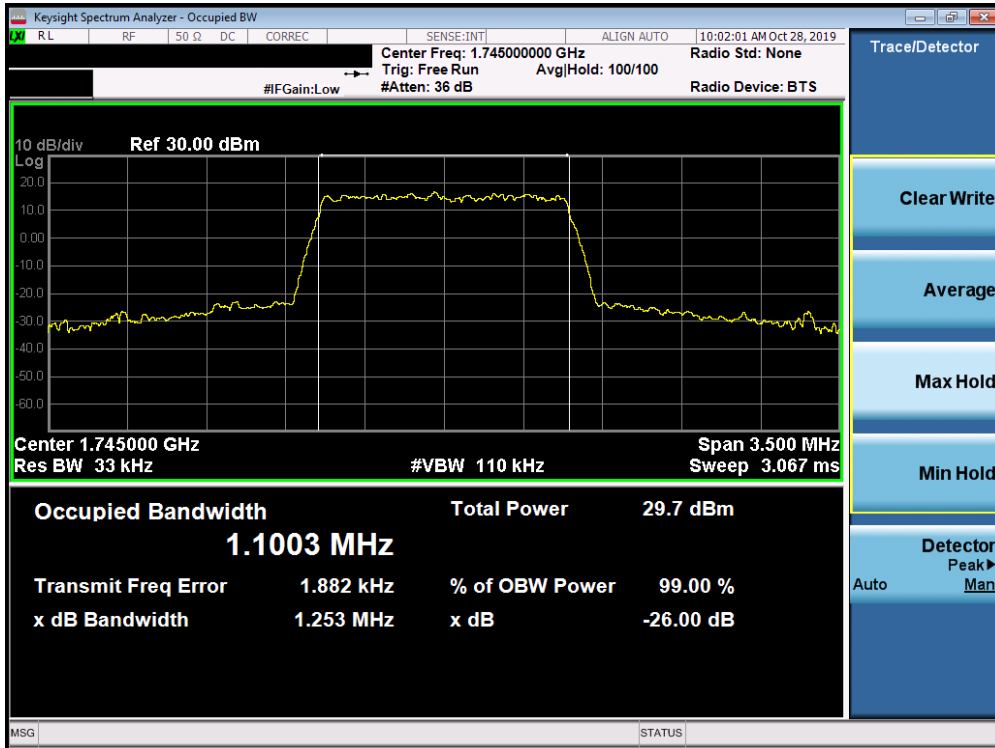 Keysight Spectrum Analyzer - Occupied BW
LXI RL RF 50 Ω DC CORREC SENSE:INT ALIGN AUTO 10:02:01 AM Oct 28, 2019
Center Freq: 1.745000000 GHz Radio Std: None
Trig: Free Run Avg|Hold: 100/100
#IFGain:Low #Atten: 36 dB Radio Device: BTS
10 dB/div Ref 30.00 dBm
Log
20.0
10.0
0.00
-10.0
-20.0
-30.0
-40.0
-50.0
-60.0
Center 1.745000 GHz Span 3.500 MHz
Res BW 33 kHz #VBW 110 kHz Sweep 3.067 ms
Occupied Bandwidth Total Power 29.7 dBm
1.1003 MHz
Transmit Freq Error 1.882 kHz % of OBW Power 99.00 %
x dB Bandwidth 1.253 MHz x dB -26.00 dB
Trace/Detector
Clear Write
Average
Max Hold
Min Hold
Detector
Peak▶
Auto Man
MSG STATUS